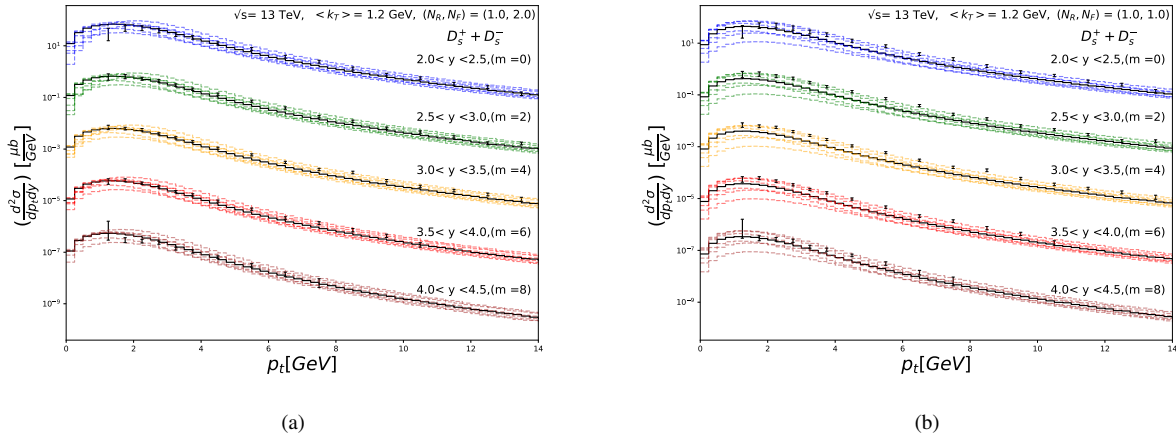 √s= 13 TeV, < k_T >= 1.2 GeV, (N_R, N_F) = (1.0, 2.0)
D_s^+ + D_s^-
2.0< y <2.5,(m =0)
2.5< y <3.0,(m =2)
3.0< y <3.5,(m =4)
3.5< y <4.0,(m =6)
4.0< y <4.5,(m =8)
(d²σ/dp_t dy) [μb/GeV]
10^1
10^-1
10^-3
10^-5
10^-7
10^-9
0 2 4 6 8 10 12 14
p_t[GeV]
(a)
√s= 13 TeV, < k_T >= 1.2 GeV, (N_R, N_F) = (1.0, 1.0)
D_s^+ + D_s^-
2.0< y <2.5,(m =0)
2.5< y <3.0,(m =2)
3.0< y <3.5,(m =4)
3.5< y <4.0,(m =6)
4.0< y <4.5,(m =8)
(d²σ/dp_t dy) [μb/GeV]
10^1
10^-1
10^-3
10^-5
10^-7
10^-9
0 2 4 6 8 10 12 14
p_t[GeV]
(b)